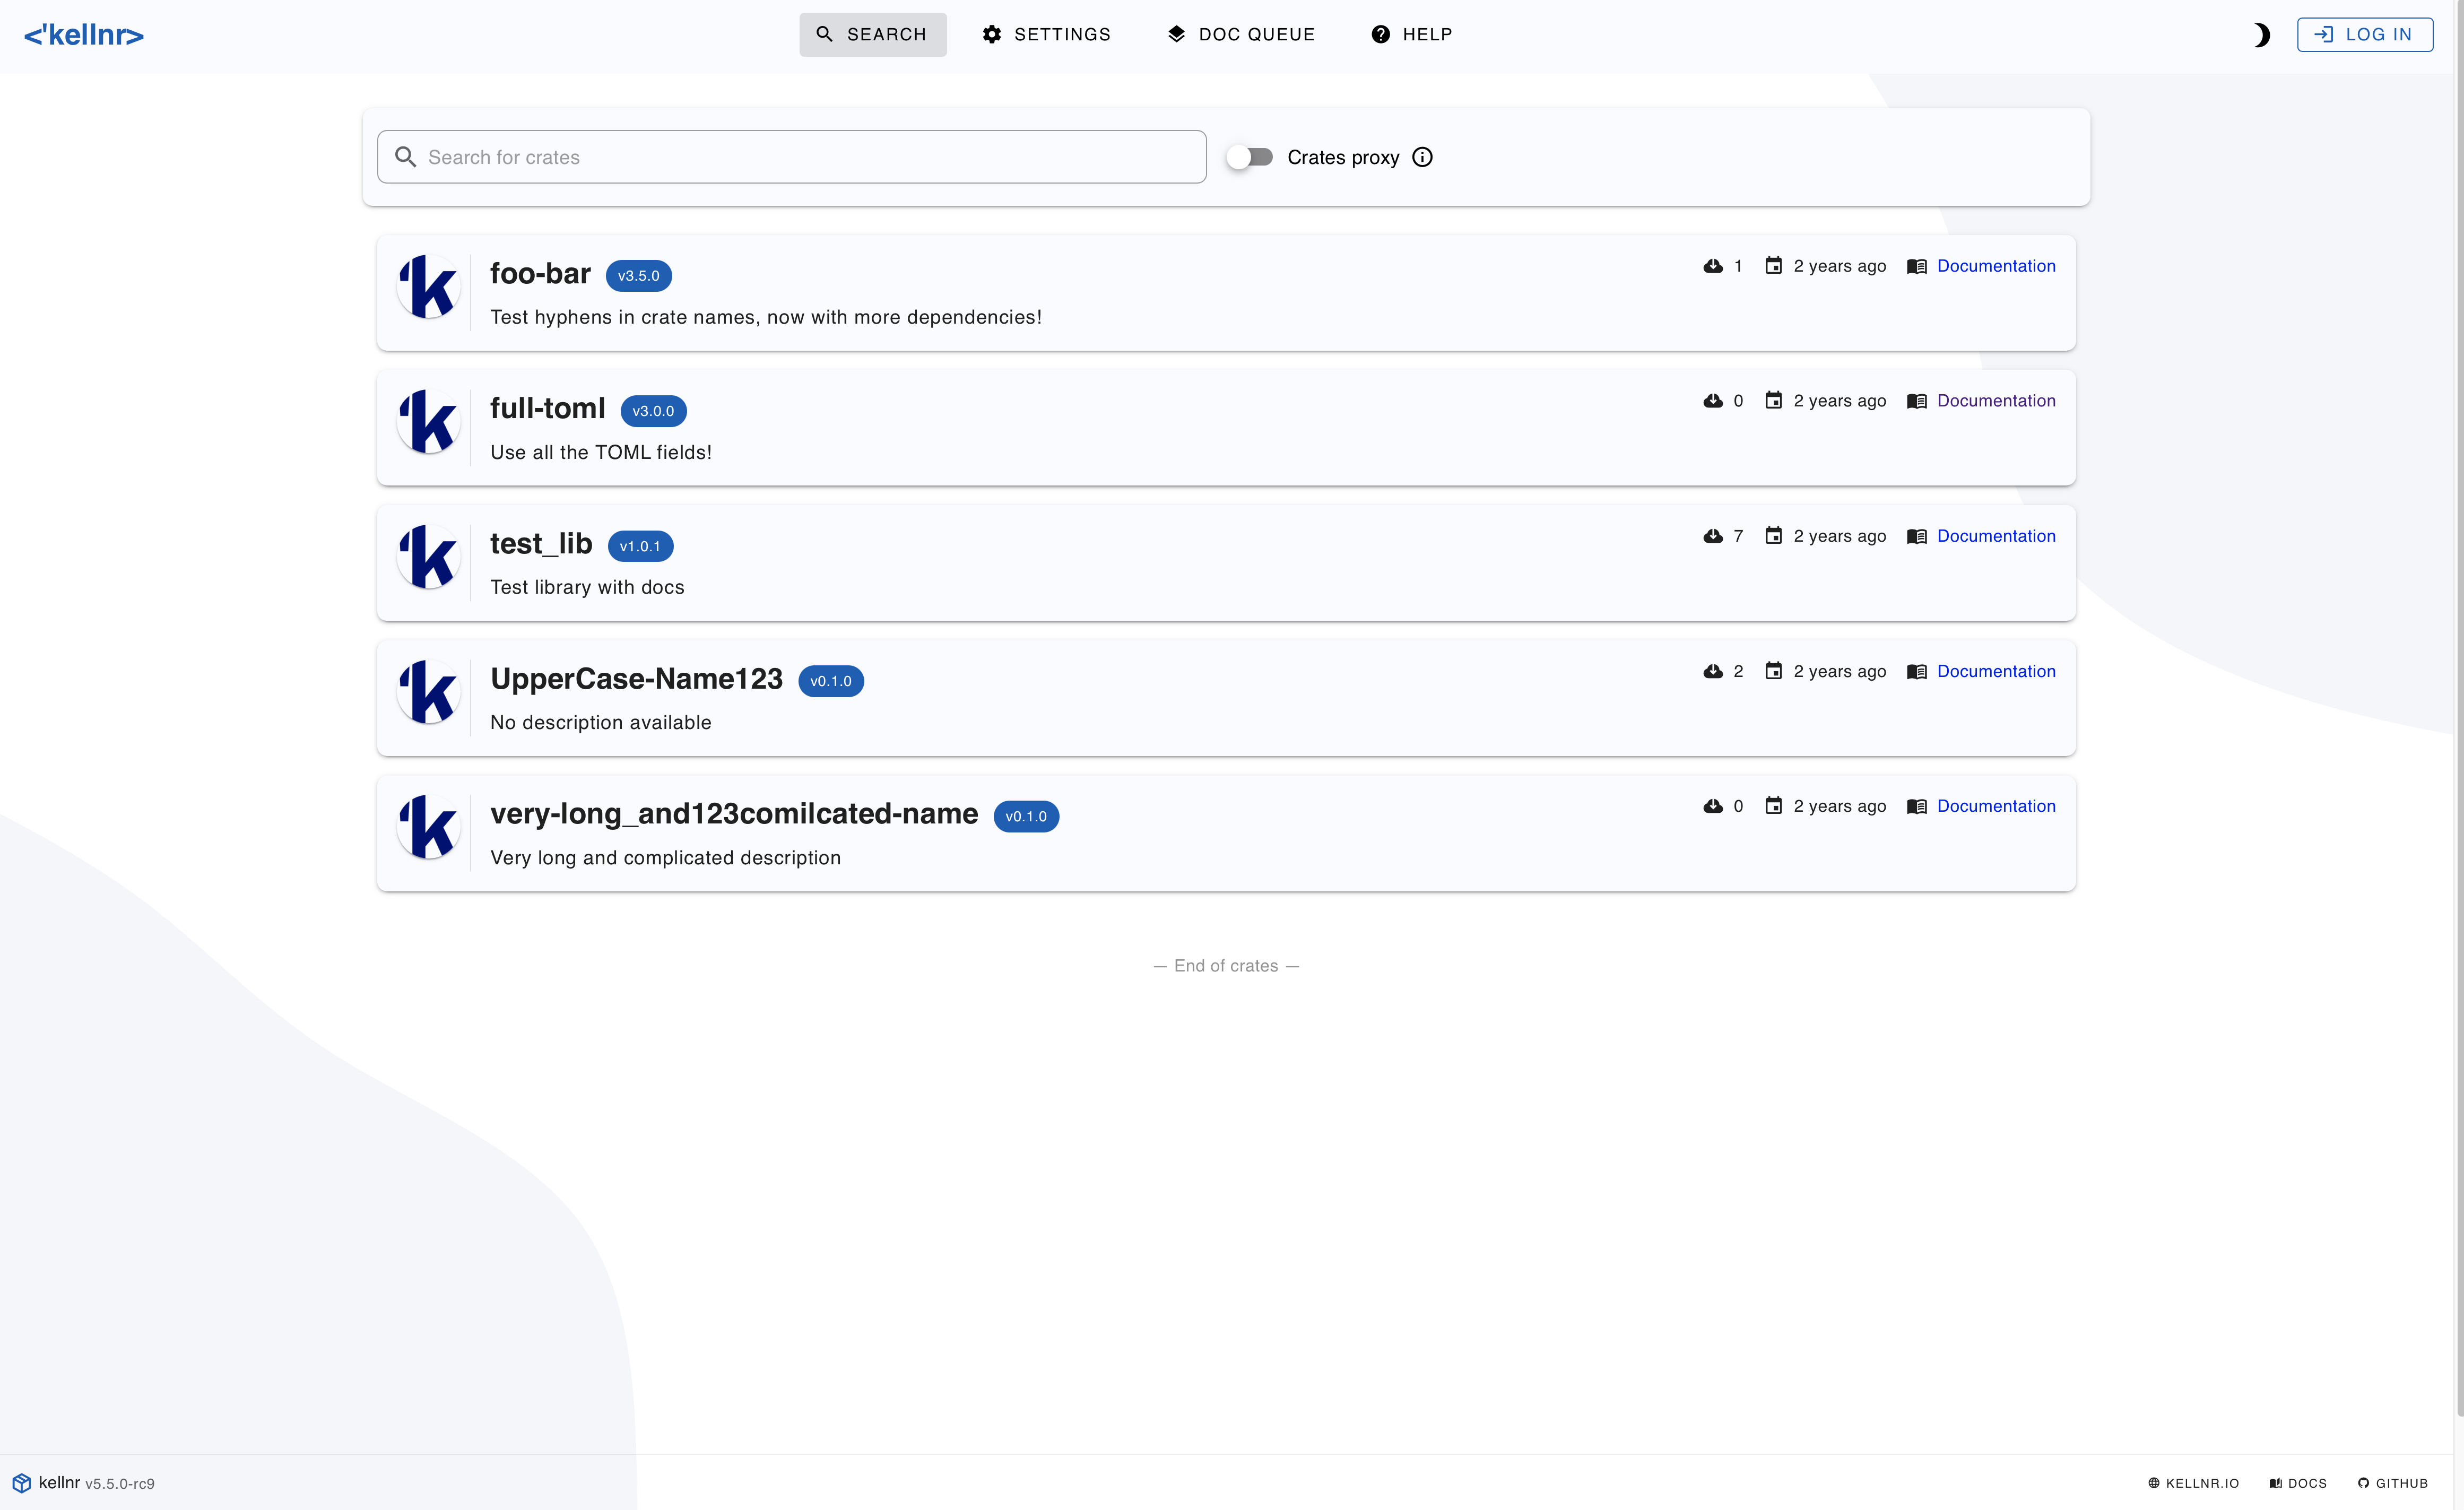 <'kellnr>
SEARCH SETTINGS DOC QUEUE HELP
LOG IN
Search for crates
Crates proxy
foo-bar v3.5.0
1 2 years ago Documentation
Test hyphens in crate names, now with more dependencies!
full-toml v3.0.0
0 2 years ago Documentation
Use all the TOML fields!
test_lib v1.0.1
7 2 years ago Documentation
Test library with docs
UpperCase-Name123 v0.1.0
2 2 years ago Documentation
No description available
very-long_and123comilcated-name v0.1.0
0 2 years ago Documentation
Very long and complicated description
— End of crates —
kellnr v5.5.0-rc9
KELLNR.IO DOCS GITHUB